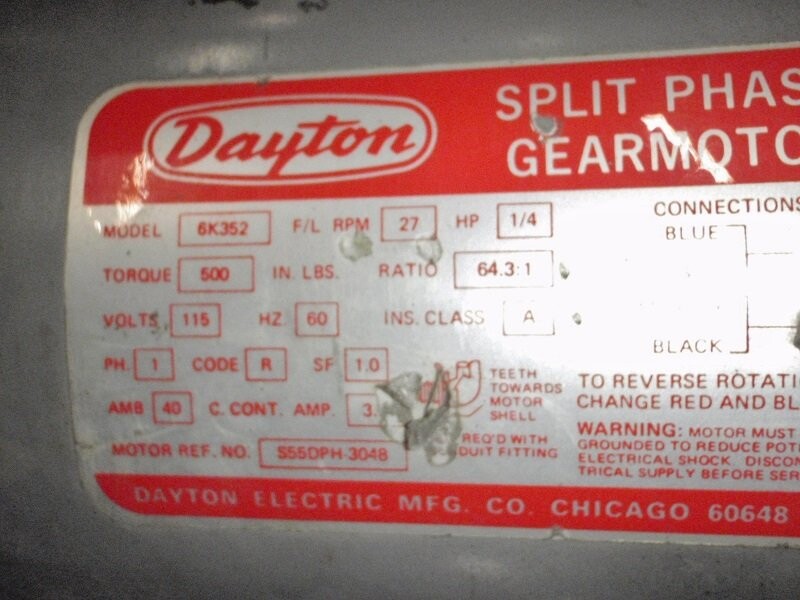 Dayton
SPLIT PHAS
GEARMOTO
MODEL 6K352 F/L RPM 27 HP 1/4
TORQUE 500 IN. LBS. RATIO 64.3:1
VOLTS 115 HZ 60 INS. CLASS A
PH. 1 CODE R SF 1.0
AMB 40 C. CONT. AMP. 3.
MOTOR REF. NO. S55DPH-3048
TEETH
TOWARDS
MOTOR
SHELL
REQ'D WITH
DUIT FITTING
CONNECTIONS
BLUE
BLACK
TO REVERSE ROTATI
CHANGE RED AND BL
WARNING: MOTOR MUST
GROUNDED TO REDUCE POT
ELECTRICAL SHOCK. DISCON
TRICAL SUPPLY BEFORE SER
DAYTON ELECTRIC MFG. CO. CHICAGO 60648